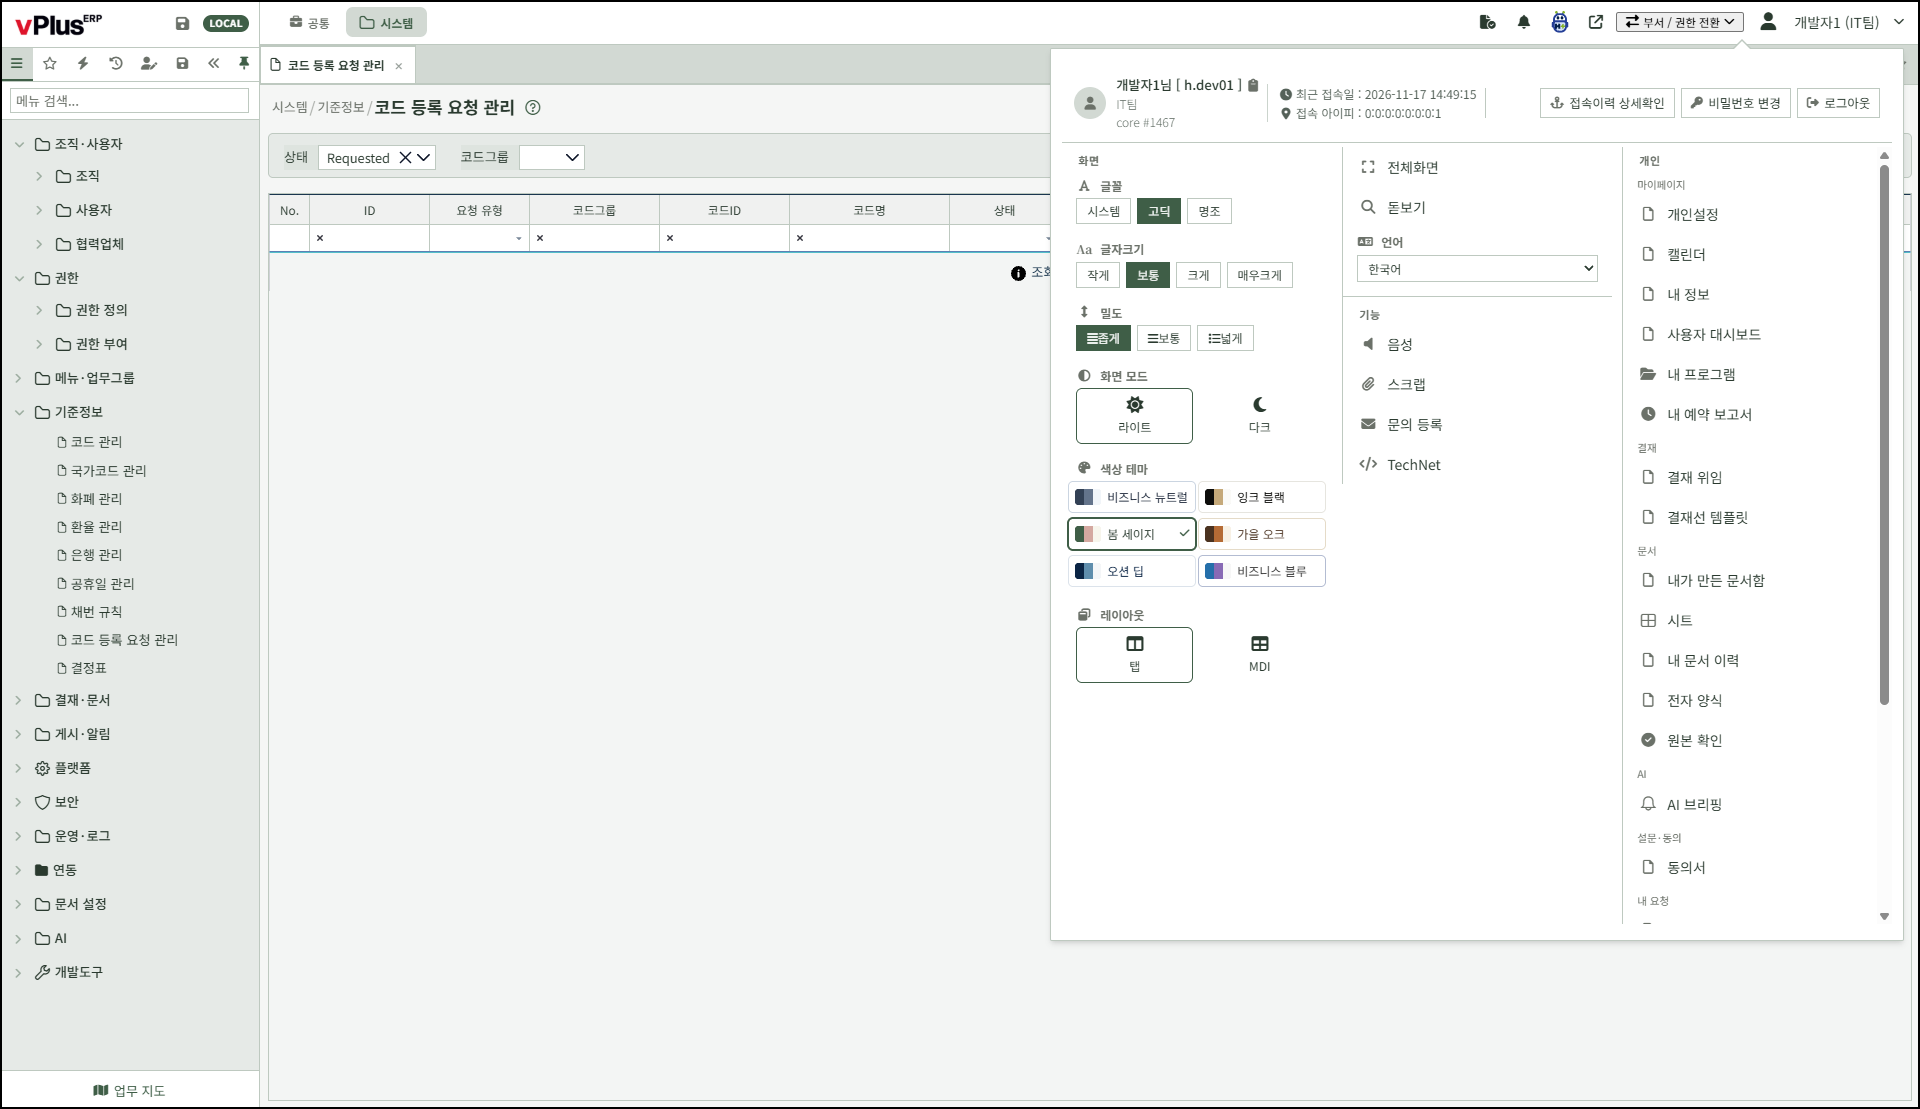 vPlus ERP
LOCAL
공통
시스템
부서 / 권한 전환
개발자1 (IT팀)
메뉴 검색...
코드 등록 요청 관리 ×
시스템 / 기준정보 / 코드 등록 요청 관리
상태 Requested
코드그룹
No. ID 요청 유형 코드그룹 코드ID 코드명 상태
× × × ×
조직·사용자
조직
사용자
협력업체
권한
권한 정의
권한 부여
메뉴·업무그룹
기준정보
코드 관리
국가코드 관리
화폐 관리
환율 관리
은행 관리
공휴일 관리
채번 규칙
코드 등록 요청 관리
결정표
결재·문서
게시·알림
플랫폼
보안
운영·로그
연동
문서 설정
AI
개발도구
업무 지도
개발자1님 [ h.dev01 ]
IT팀
core #1467
최근 접속일 : 2026-11-17 14:49:15
접속 아이피 : 0:0:0:0:0:0:0:1
접속이력 상세확인
비밀번호 변경
로그아웃
화면
글꼴
시스템 고딕 명조
글자크기
작게 보통 크게 매우크게
밀도
좁게 보통 넓게
화면 모드
라이트 다크
색상 테마
비즈니스 뉴트럴 잉크 블랙
봄 세이지 가을 오크
오션 딥 비즈니스 블루
레이아웃
탭 MDI
전체화면
돋보기
언어
한국어
기능
음성
스크랩
문의 등록
TechNet
개인
마이페이지
개인설정
캘린더
내 정보
사용자 대시보드
내 프로그램
내 예약 보고서
결재
결재 위임
결재선 템플릿
문서
내가 만든 문서함
시트
내 문서 이력
전자 양식
원본 확인
AI
AI 브리핑
설문·동의
동의서
내 요청